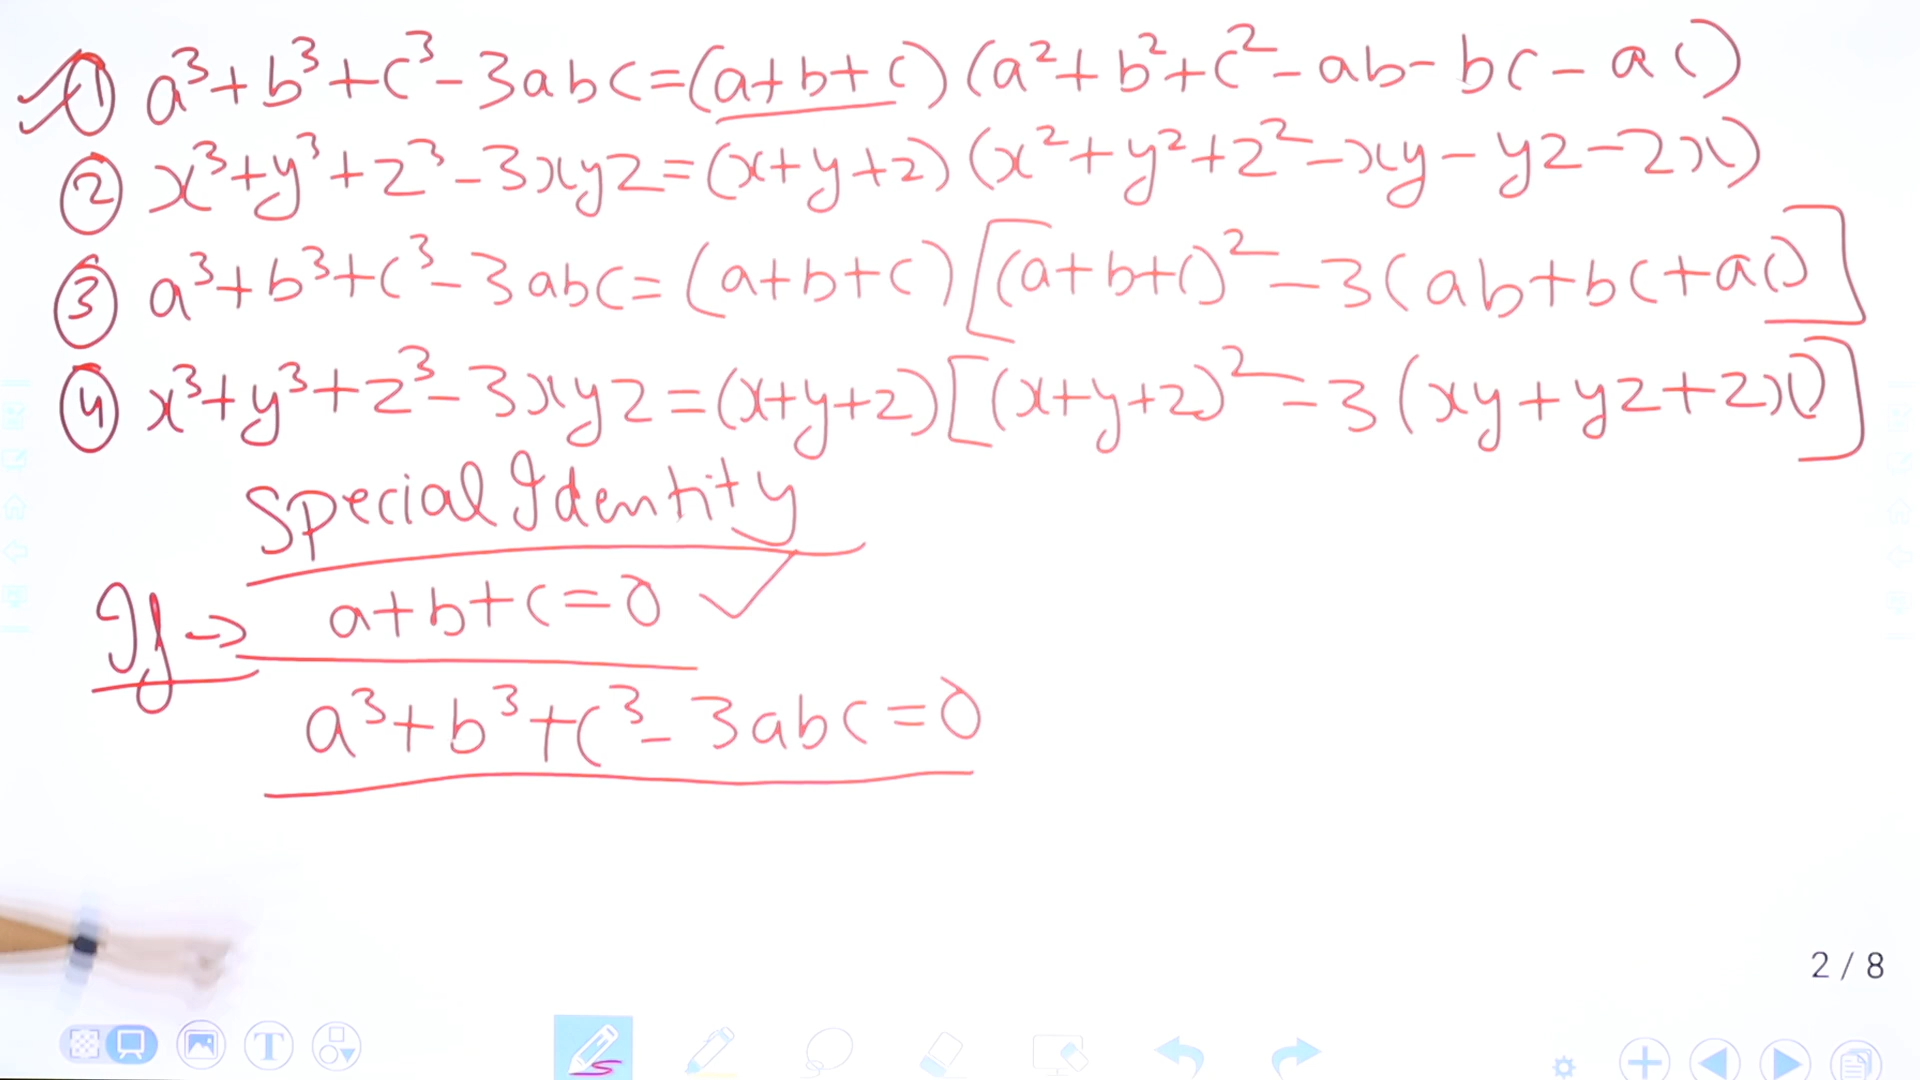 ① a³+b³+c³-3abc=(a+b+c)(a²+b²+c²-ab-bc-ac)
② x³+y³+z³-3xyz=(x+y+z)(x²+y²+z²-xy-yz-zx)
③ a³+b³+c³-3abc=(a+b+c)[(a+b+c)²-3(ab+bc+ac)]
④ x³+y³+z³-3xyz=(x+y+z)[(x+y+z)²-3(xy+yz+zx)]
Special Identity
If → a+b+c=0 ✓
a³+b³+c³-3abc=0
2 / 8
T